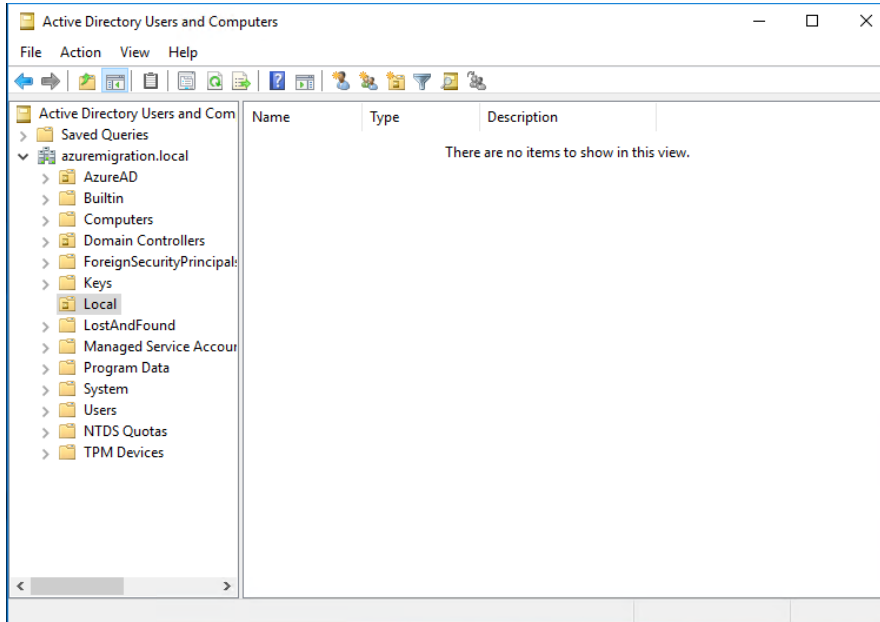 Active Directory Users and Computers
File Action View Help
Active Directory Users and Com
Saved Queries
azuremigration.local
AzureAD
Builtin
Computers
Domain Controllers
ForeignSecurityPrincipals
Keys
Local
LostAndFound
Managed Service Accour
Program Data
System
Users
NTDS Quotas
TPM Devices
Name Type Description
There are no items to show in this view.